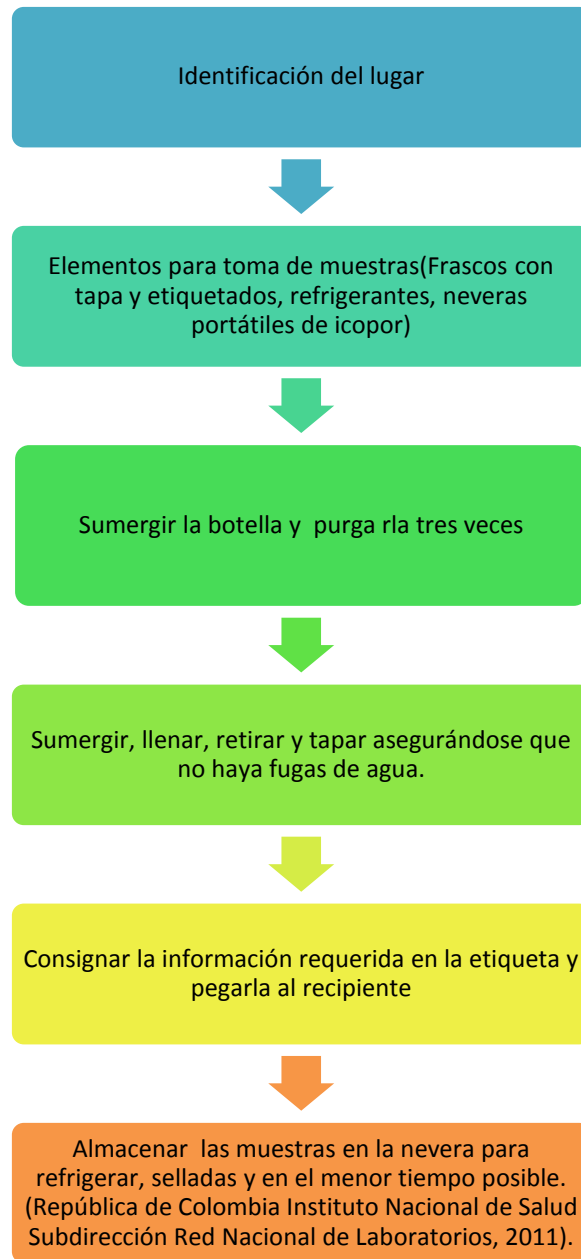 Identificación del lugar
Elementos para toma de muestras(Frascos con
tapa y etiquetados, refrigerantes, neveras
portátiles de icopor)
Sumergir la botella y  purga rla tres veces
Sumergir, llenar, retirar y tapar asegurándose que
no haya fugas de agua.
Consignar la información requerida en la etiqueta y
pegarla al recipiente
Almacenar  las muestras en la nevera para
refrigerar, selladas y en el menor tiempo posible.
(República de Colombia Instituto Nacional de Salud
Subdirección Red Nacional de Laboratorios, 2011).